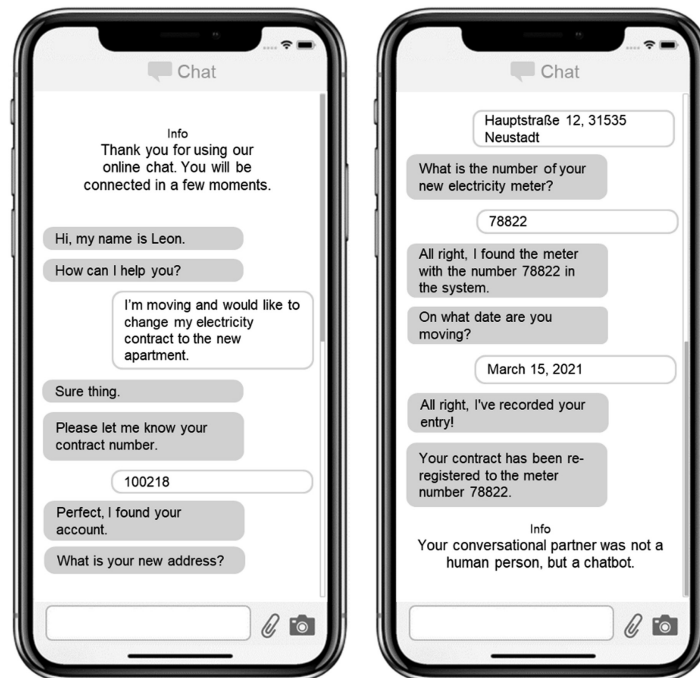 Chat
Info
Thank you for using our
online chat. You will be
connected in a few moments.
Hi, my name is Leon.
How can I help you?
I'm moving and would like to
change my electricity
contract to the new
apartment.
Sure thing.
Please let me know your
contract number.
100218
Perfect, I found your
account.
What is your new address?
Chat
Hauptstraße 12, 31535
Neustadt
What is the number of your
new electricity meter?
78822
All right, I found the meter
with the number 78822 in
the system.
On what date are you
moving?
March 15, 2021
All right, I've recorded your
entry!
Your contract has been re-
registered to the meter
number 78822.
Info
Your conversational partner was not a
human person, but a chatbot.